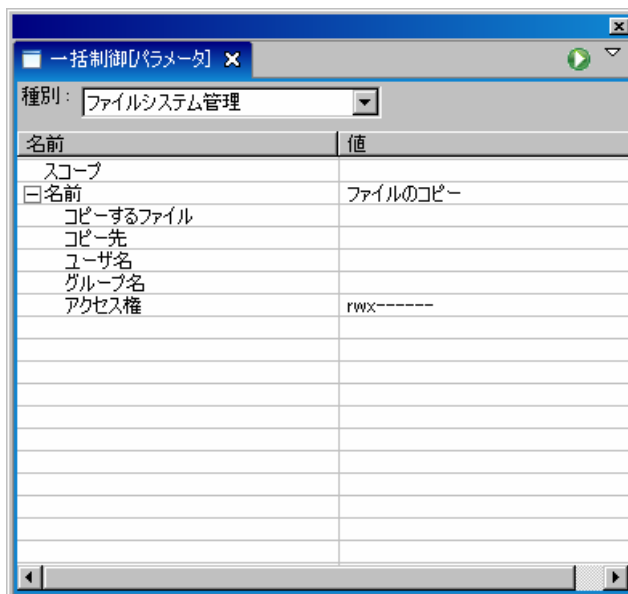 一括制御[パラメータ]
種別: ファイルシステム管理
名前 値
スコープ
名前 ファイルのコピー
コピーするファイル
コピー先
ユーザ名
グループ名
アクセス権 rwx------